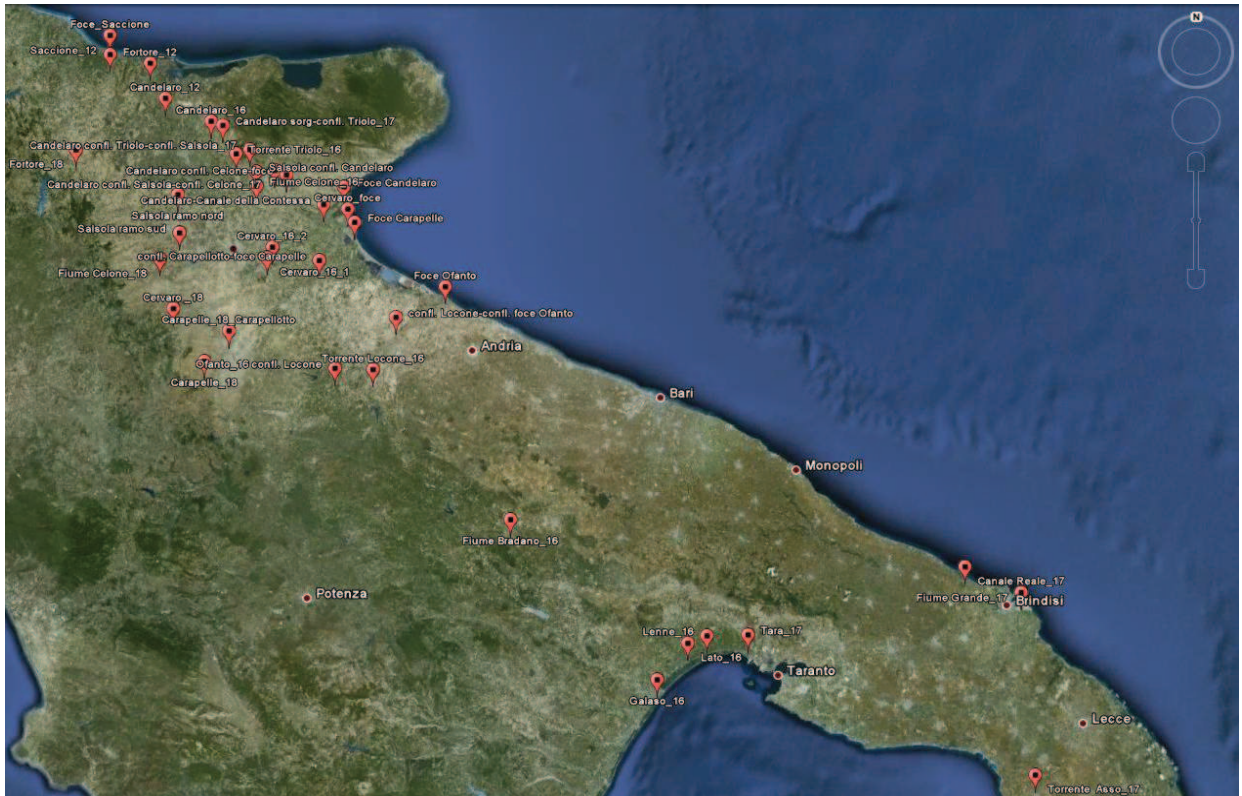 N
Foce_Saccione
Saccione_12
Fortore_12
Candelaro_12
Candelaro_16
Candelaro sorg-confl. Triolo_17
Candelaro confl. Triolo-confl. Salsola_17
Torrente Triolo_16
Fortore_18
Candelaro confl. Celone-foce
Salsola confl. Candelaro
Candelaro confl. Salsola-confl. Celone_17
Fiume Celone_16
Foce Candelaro
Candelaro-Canale della Contessa
Cervaro_foce
Salsola ramo nord
Foce Carapelle
Salsola ramo sud
Cervaro_16_2
confl. Carapellotto-foce Carapelle
Fiume Celone_18
Cervaro_16_1
Foce Ofanto
Cervaro_18
confl. Locone-confl. foce Ofanto
Carapelle_18_Carapellotto
Andria
Ofanto_16 confl. Locone
Torrente Locone_16
Carapelle_18
Bari
Monopoli
Fiume Bradano_16
Canale Reale_17
Potenza
Fiume Grande_17
Brindisi
Lenne_16
Tara_17
Lato_16
Taranto
Galaso_16
Lecce
Torrente Asso_17